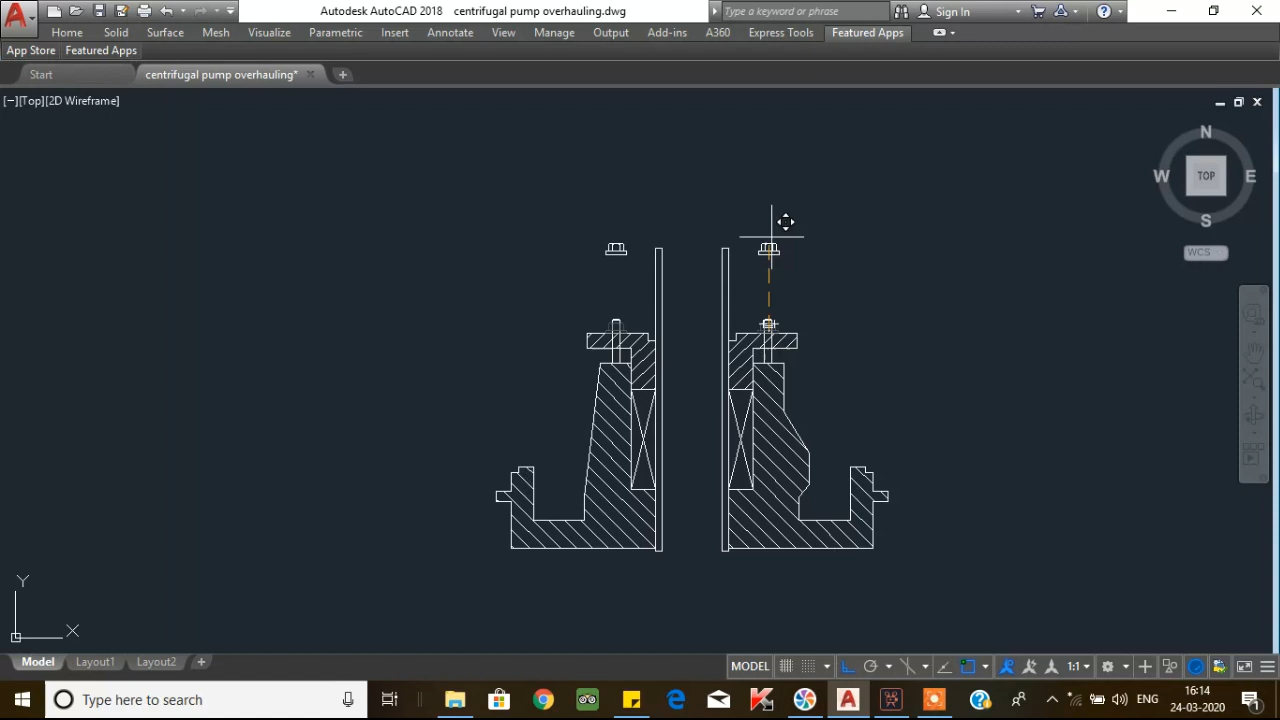 Autodesk AutoCAD 2018 centrifugal pump overhauling.dwg
Type a keyword or phrase
Sign In
Home Solid Surface Mesh Visualize Parametric Insert Annotate View Manage Output Add-ins A360 Express Tools Featured Apps
App Store Featured Apps
Start centrifugal pump overhauling*
[−][Top][2D Wireframe]
N
W TOP E
S
WCS
Y
X
Model Layout1 Layout2
MODEL 1:1
Type here to search
ENG
16:14
24-03-2020
1